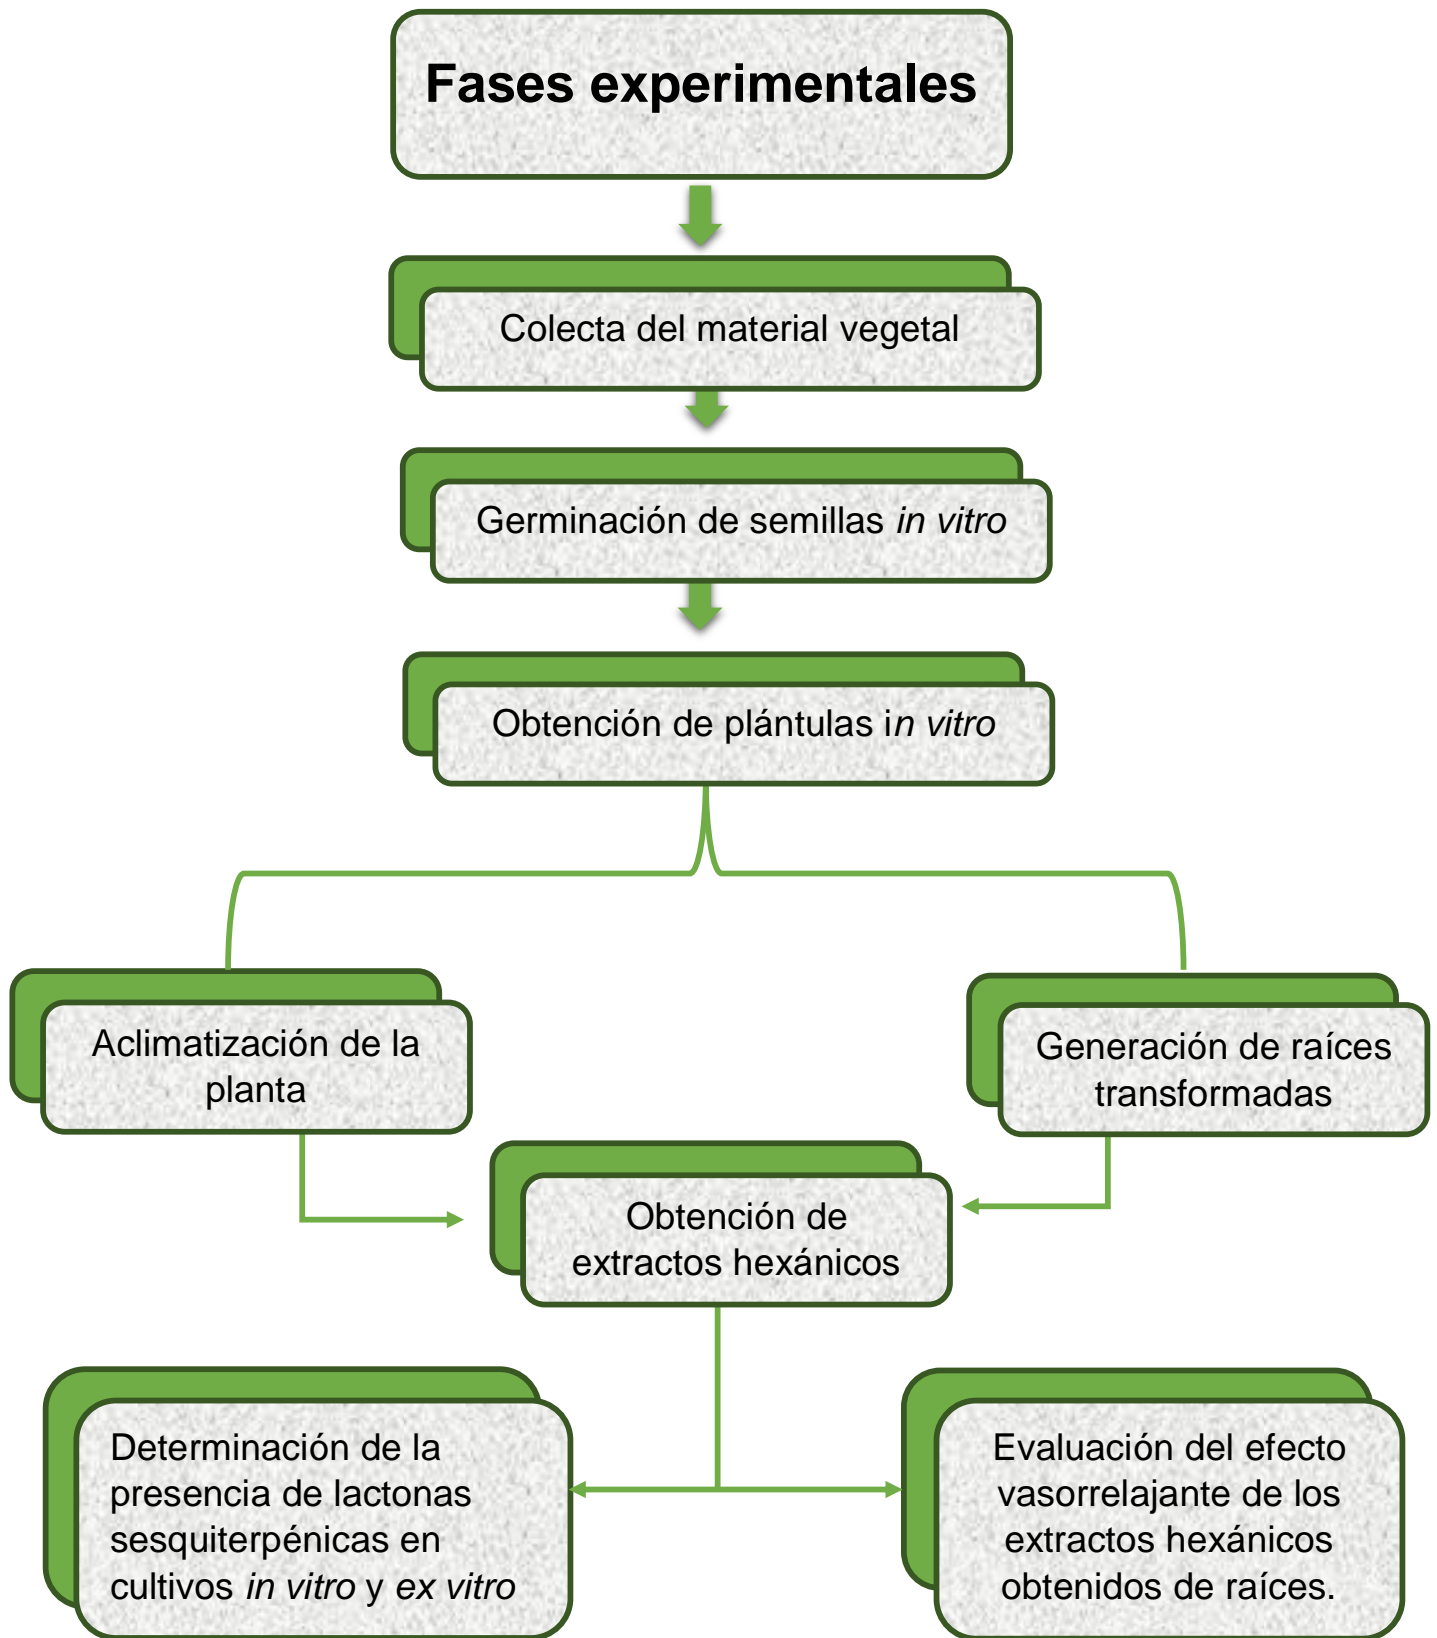 Fases experimentales
Colecta del material vegetal
Germinación de semillas in vitro
Obtención de plántulas in vitro
Aclimatización de la
planta
Generación de raíces
transformadas
Obtención de
extractos hexánicos
Determinación de la
presencia de lactonas
sesquiterpénicas en
cultivos in vitro y ex vitro
Evaluación del efecto
vasorrelajante de los
extractos hexánicos
obtenidos de raíces.